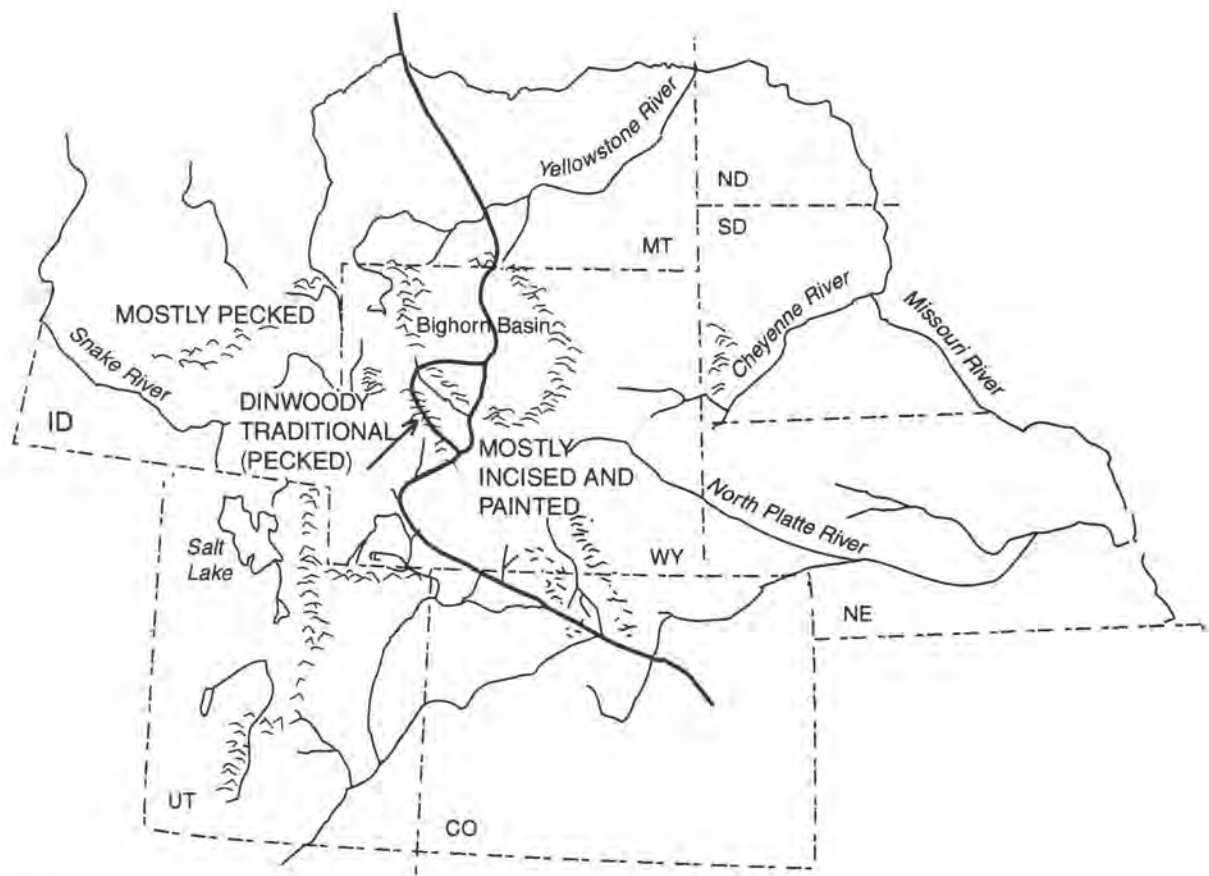 Yellowstone River
ND
SD
MT
MOSTLY PECKED
Bighorn Basin
Cheyenne River
Missouri River
Snake River
ID
DINWOODY
TRADITIONAL
(PECKED)
MOSTLY
INCISED AND
PAINTED
North Platte River
Salt
Lake
WY
NE
UT
CO